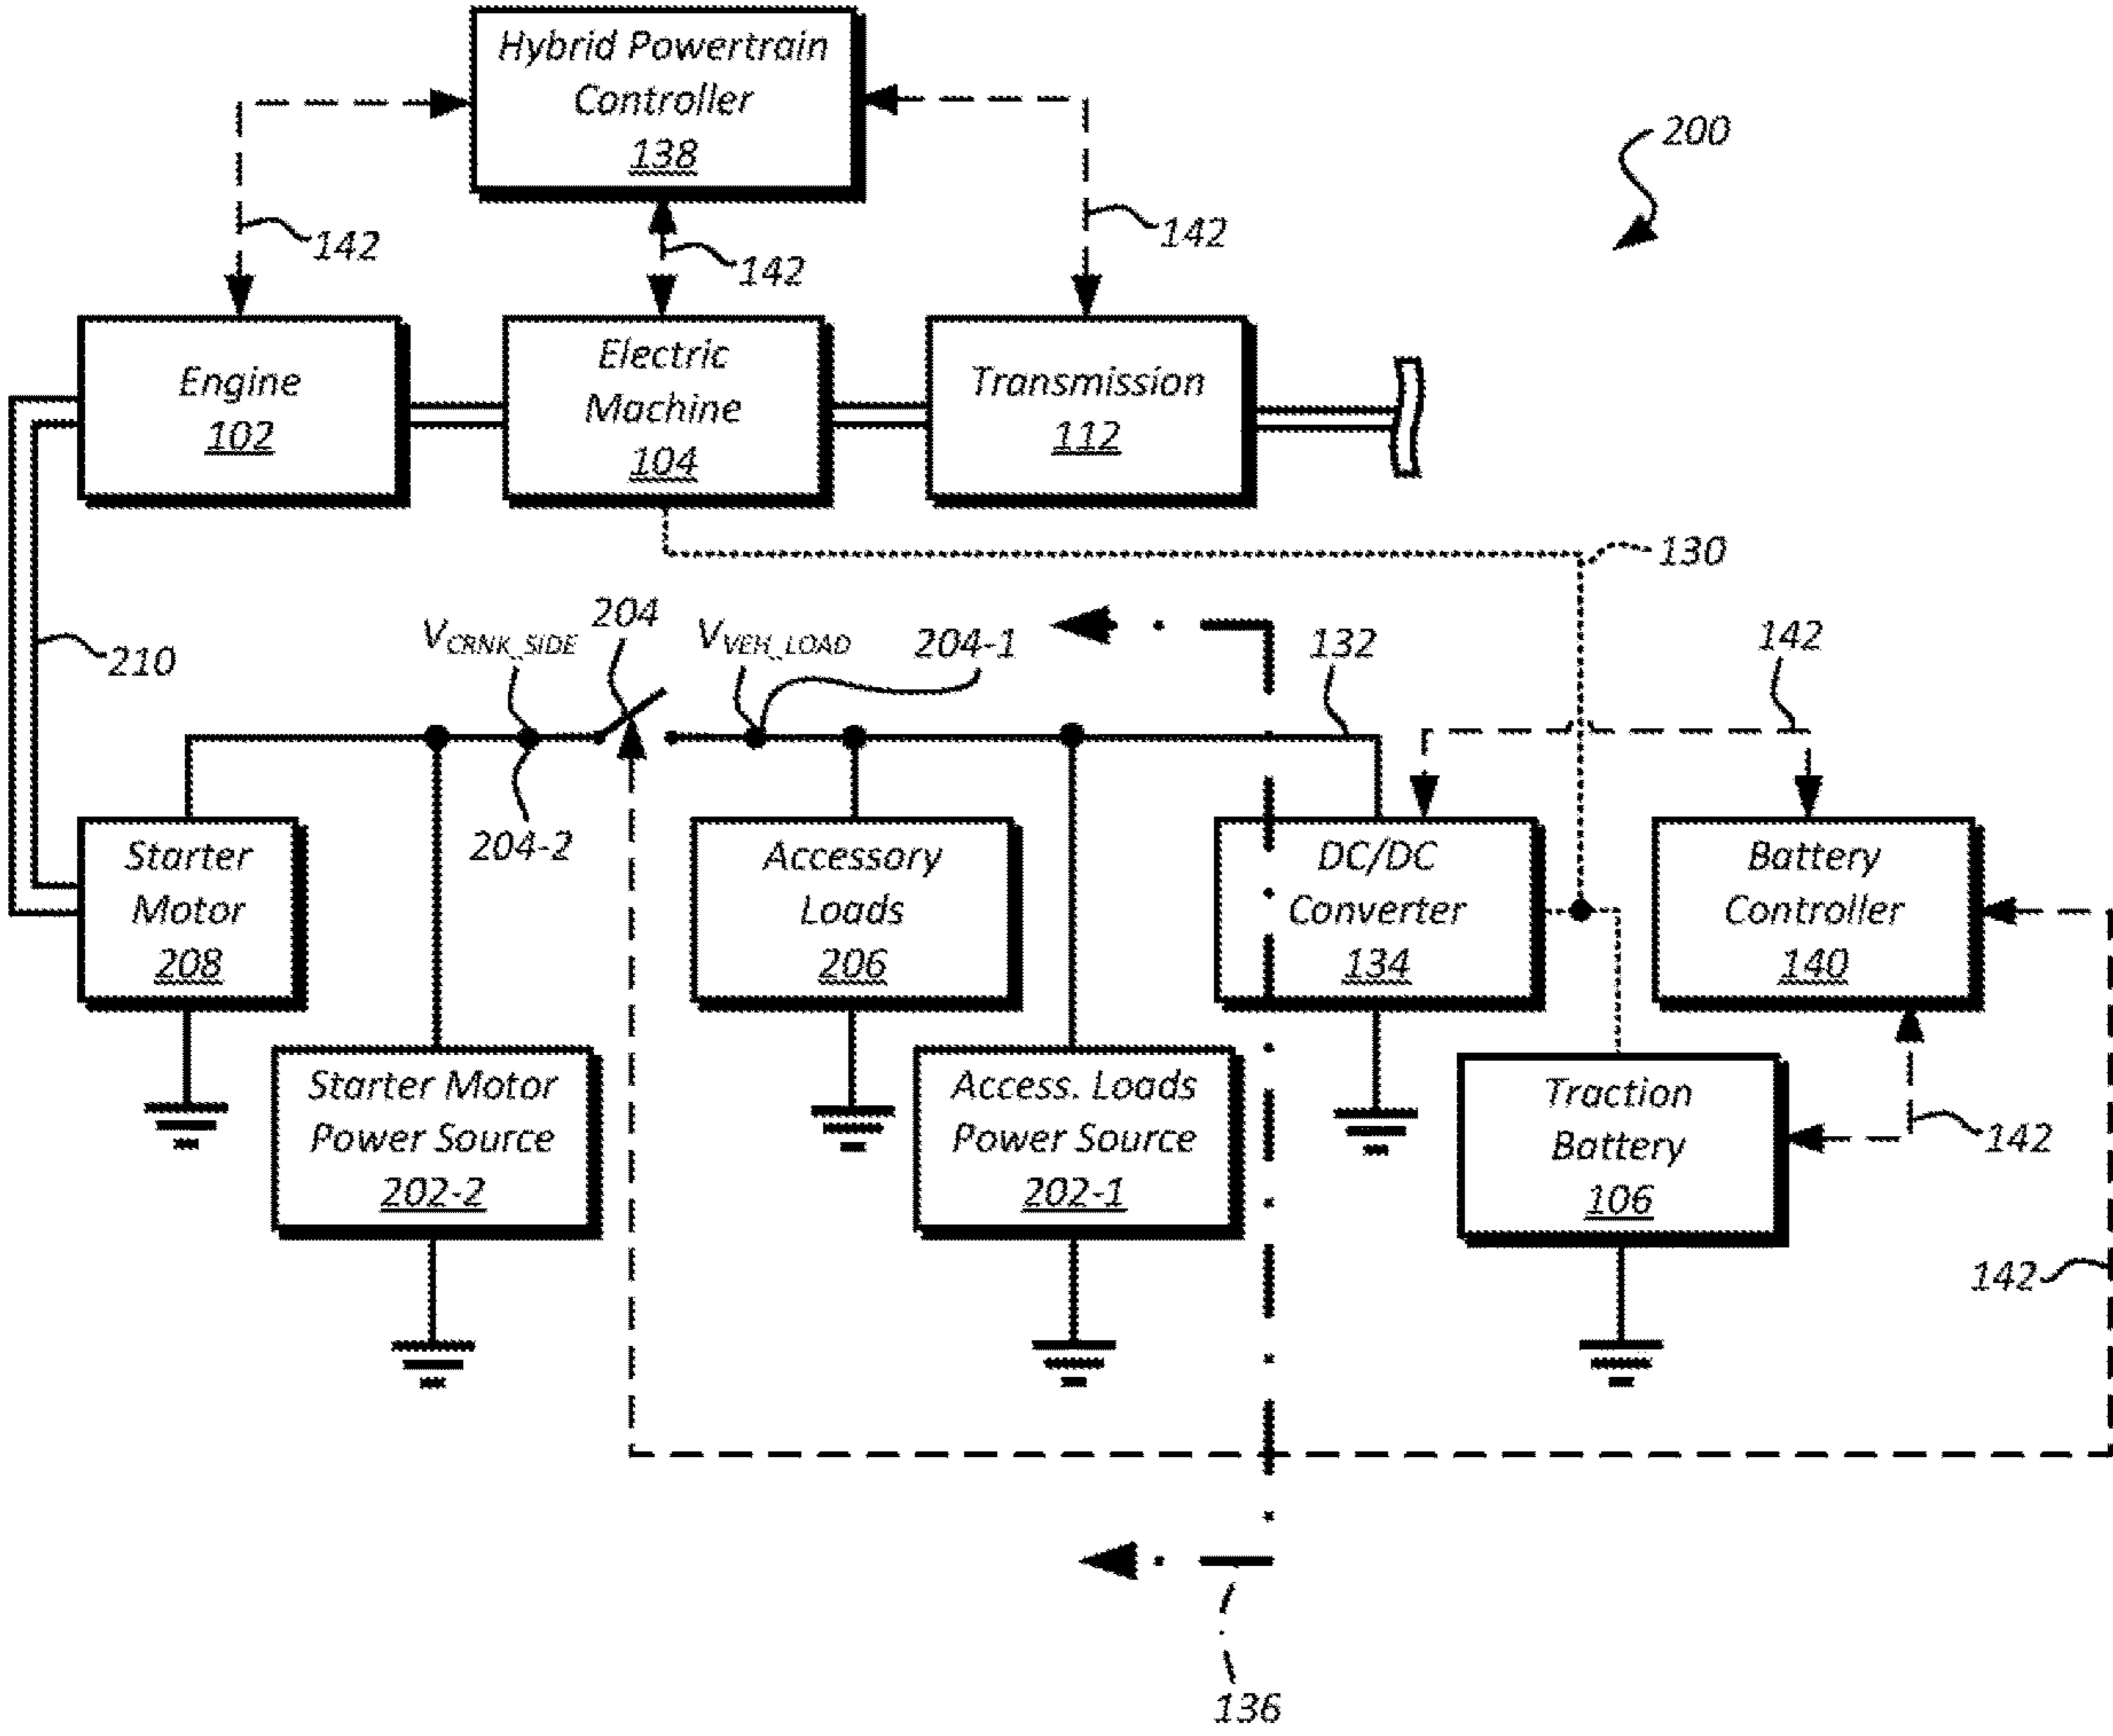 Hybrid Powertrain
Controller
138
200
142
142
142
Engine
102
Electric
Machine
104
Transmission
112
130
210
V_CRNK_SIDE
204
V_VEH_LOAD
204-1
132
142
204-2
Starter
Motor
208
Accessory
Loads
206
DC/DC
Converter
134
Battery
Controller
140
Starter Motor
Power Source
202-2
Access. Loads
Power Source
202-1
Traction
Battery
106
142
142
136